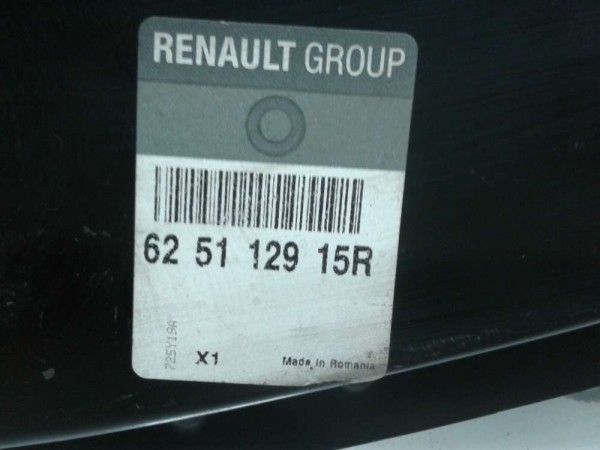 RENAULT GROUP
62 51 129 15R
725Y19A
X1
Made in Romania